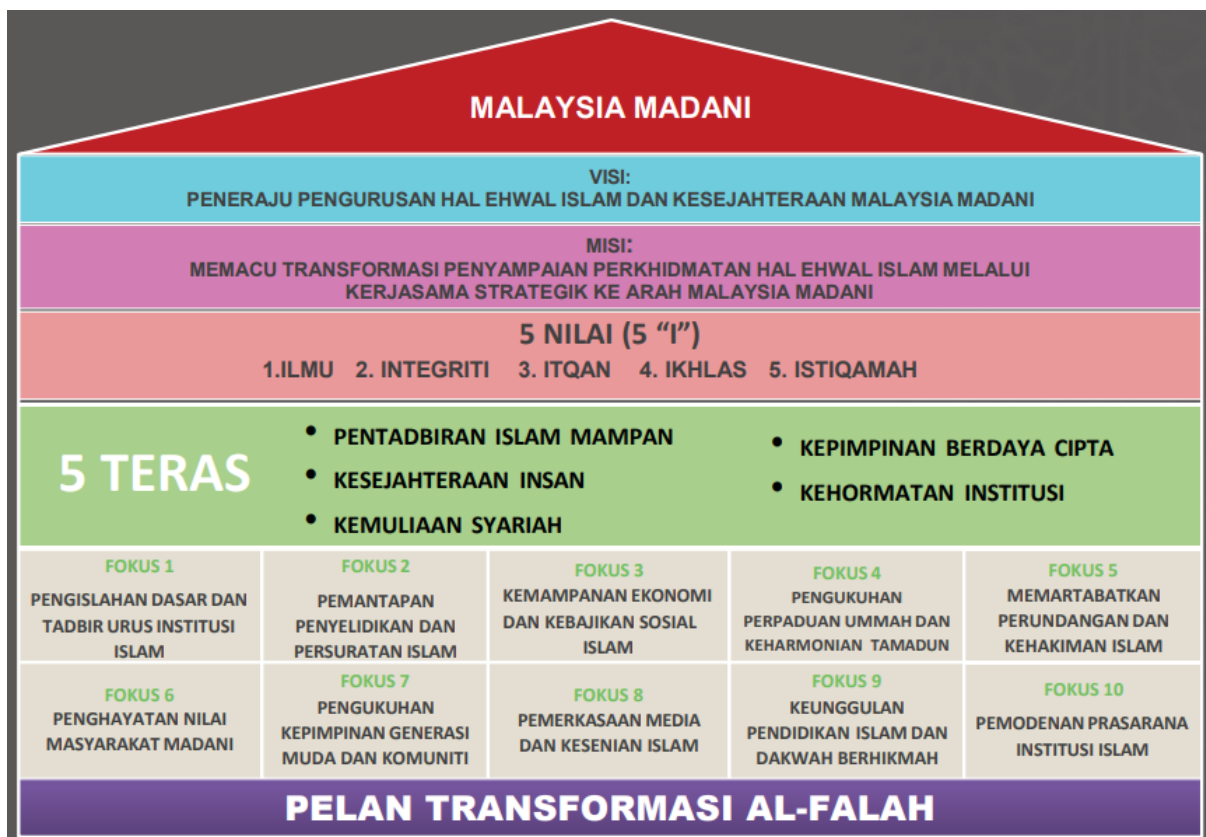 MALAYSIA MADANI
VISI:
PENERAJU PENGURUSAN HAL EHWAL ISLAM DAN KESEJAHTERAAN MALAYSIA MADANI
MISI:
MEMACU TRANSFORMASI PENYAMPAIAN PERKHIDMATAN HAL EHWAL ISLAM MELALUI
KERJASAMA STRATEGIK KE ARAH MALAYSIA MADANI
5 NILAI (5 “I”)
1.ILMU 2. INTEGRITI 3. ITQAN 4. IKHLAS 5. ISTIQAMAH
5 TERAS
• PENTADBIRAN ISLAM MAMPAN
• KESEJAHTERAAN INSAN
• KEMULIAAN SYARIAH
• KEPIMPINAN BERDAYA CIPTA
• KEHORMATAN INSTITUSI
FOKUS 1
PENGISLAHAN DASAR DAN
TADBIR URUS INSTITUSI
ISLAM
FOKUS 2
PEMANTAPAN
PENYELIDIKAN DAN
PERSURATAN ISLAM
FOKUS 3
KEMAMPANAN EKONOMI
DAN KEBAJIKAN SOSIAL
ISLAM
FOKUS 4
PENGUKUHAN
PERPADUAN UMMAH DAN
KEHARMONIAN TAMADUN
FOKUS 5
MEMARTABATKAN
PERUNDANGAN DAN
KEHAKIMAN ISLAM
FOKUS 6
PENGHAYATAN NILAI
MASYARAKAT MADANI
FOKUS 7
PENGUKUHAN
KEPIMPINAN GENERASI
MUDA DAN KOMUNITI
FOKUS 8
PEMERKASAAN MEDIA
DAN KESENIAN ISLAM
FOKUS 9
KEUNGGULAN
PENDIDIKAN ISLAM DAN
DAKWAH BERHIKMAH
FOKUS 10
PEMODENAN PRASARANA
INSTITUSI ISLAM
PELAN TRANSFORMASI AL-FALAH